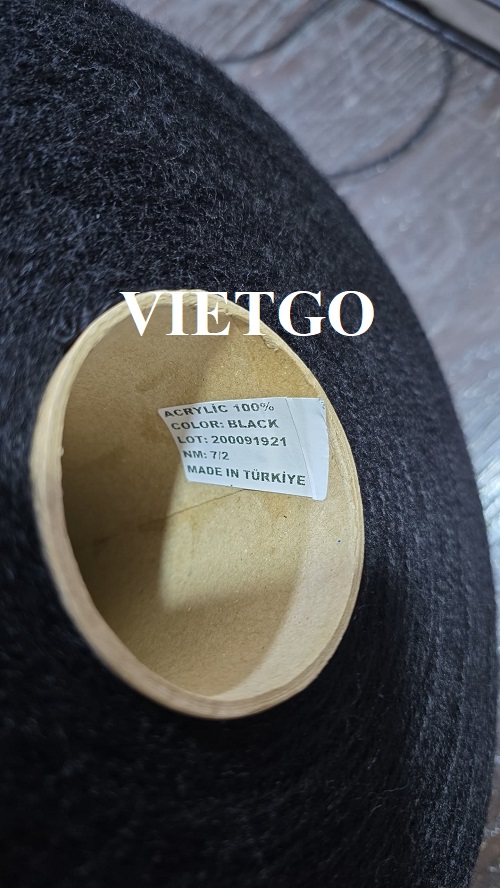 VIETGO
ACRYLİC 100%
COLOR: BLACK
LOT: 200091921
NM: 7/2
MADE IN TÜRKİYE